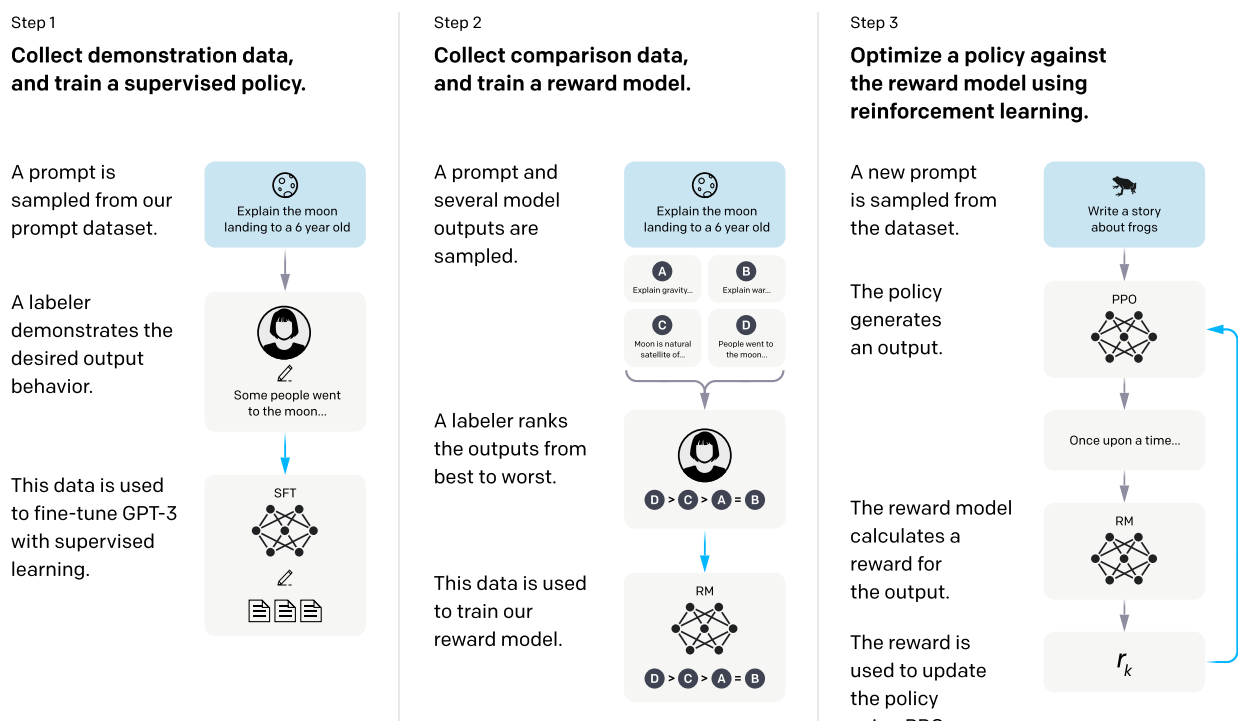 Step 1
Collect demonstration data,
and train a supervised policy.
A prompt is
sampled from our
prompt dataset.
Explain the moon
landing to a 6 year old
A labeler
demonstrates the
desired output
behavior.
Some people went
to the moon...
This data is used
to fine-tune GPT-3
with supervised
learning.
SFT
Step 2
Collect comparison data,
and train a reward model.
A prompt and
several model
outputs are
sampled.
Explain the moon
landing to a 6 year old
A
Explain gravity...
B
Explain war...
C
Moon is natural
satellite of...
D
People went to
the moon...
A labeler ranks
the outputs from
best to worst.
D > C > A = B
This data is used
to train our
reward model.
RM
D > C > A = B
Step 3
Optimize a policy against
the reward model using
reinforcement learning.
A new prompt
is sampled from
the dataset.
Write a story
about frogs
The policy
generates
an output.
PPO
Once upon a time...
The reward model
calculates a
reward for
the output.
RM
The reward is
used to update
the policy
r_k